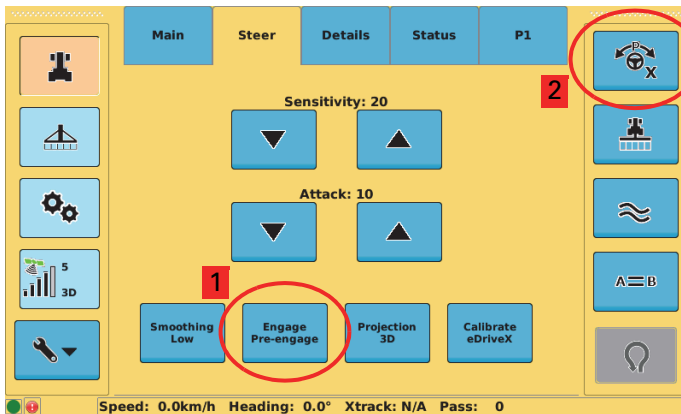 Main Steer Details Status P1
P
X
2
Sensitivity: 20
Attack: 10
5
3D
A B
1
Smoothing
Low
Engage
Pre-engage
Projection
3D
Calibrate
eDriveX
Speed: 0.0km/h Heading: 0.0° Xtrack: N/A Pass: 0